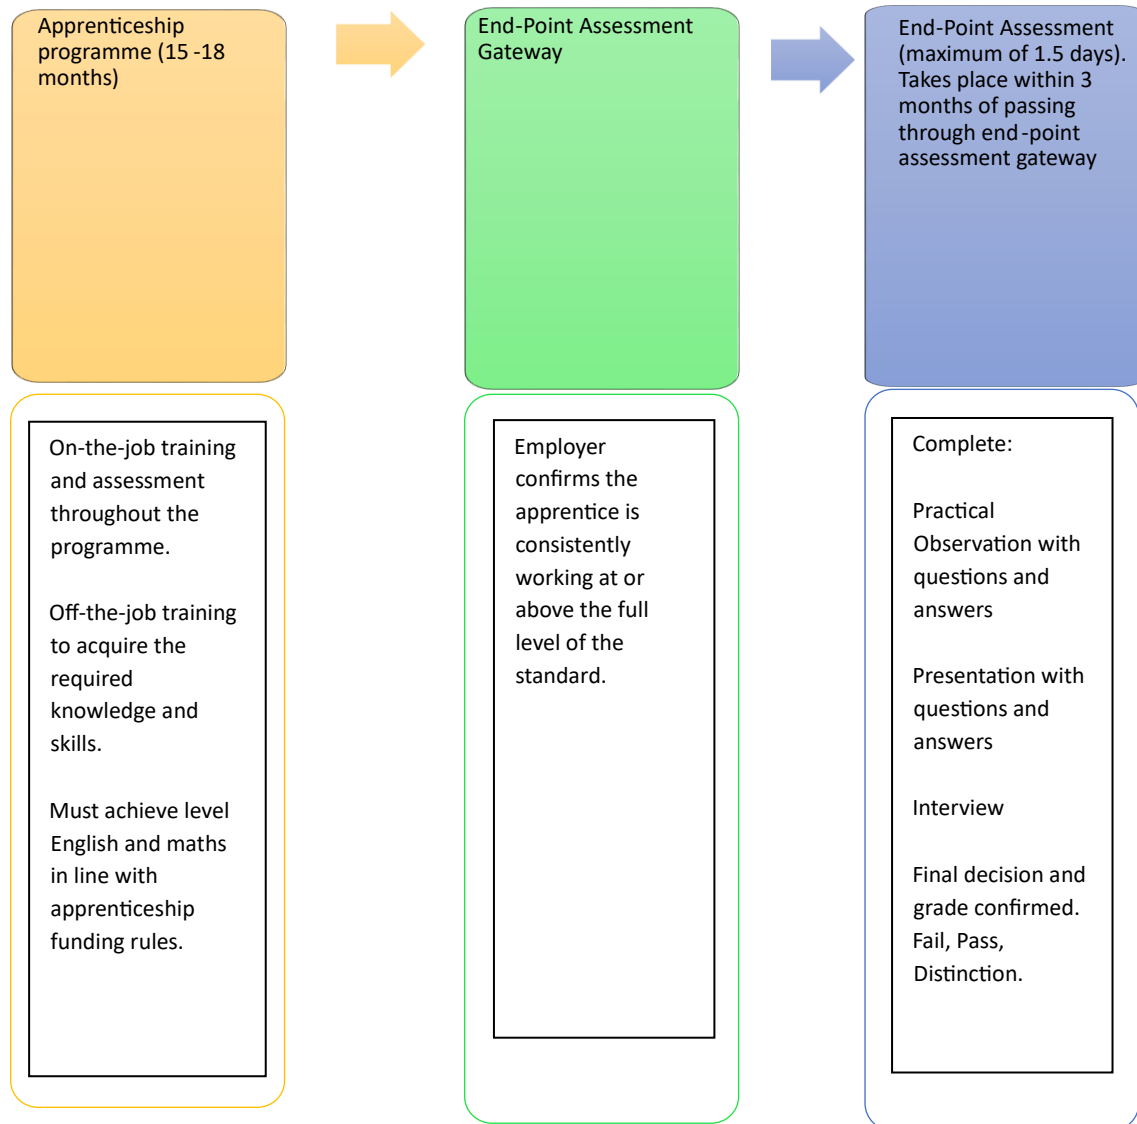 Apprenticeship
programme (15 -18
months)
End-Point Assessment
Gateway
End-Point Assessment
(maximum of 1.5 days).
Takes place within 3
months of passing
through end-point
assessment gateway
On-the-job training
and assessment
throughout the
programme.
Off-the-job training
to acquire the
required
knowledge and
skills.
Must achieve level
English and maths
in line with
apprenticeship
funding rules.
Employer
confirms the
apprentice is
consistently
working at or
above the full
level of the
standard.
Complete:
Practical
Observation with
questions and
answers
Presentation with
questions and
answers
Interview
Final decision and
grade confirmed.
Fail, Pass,
Distinction.